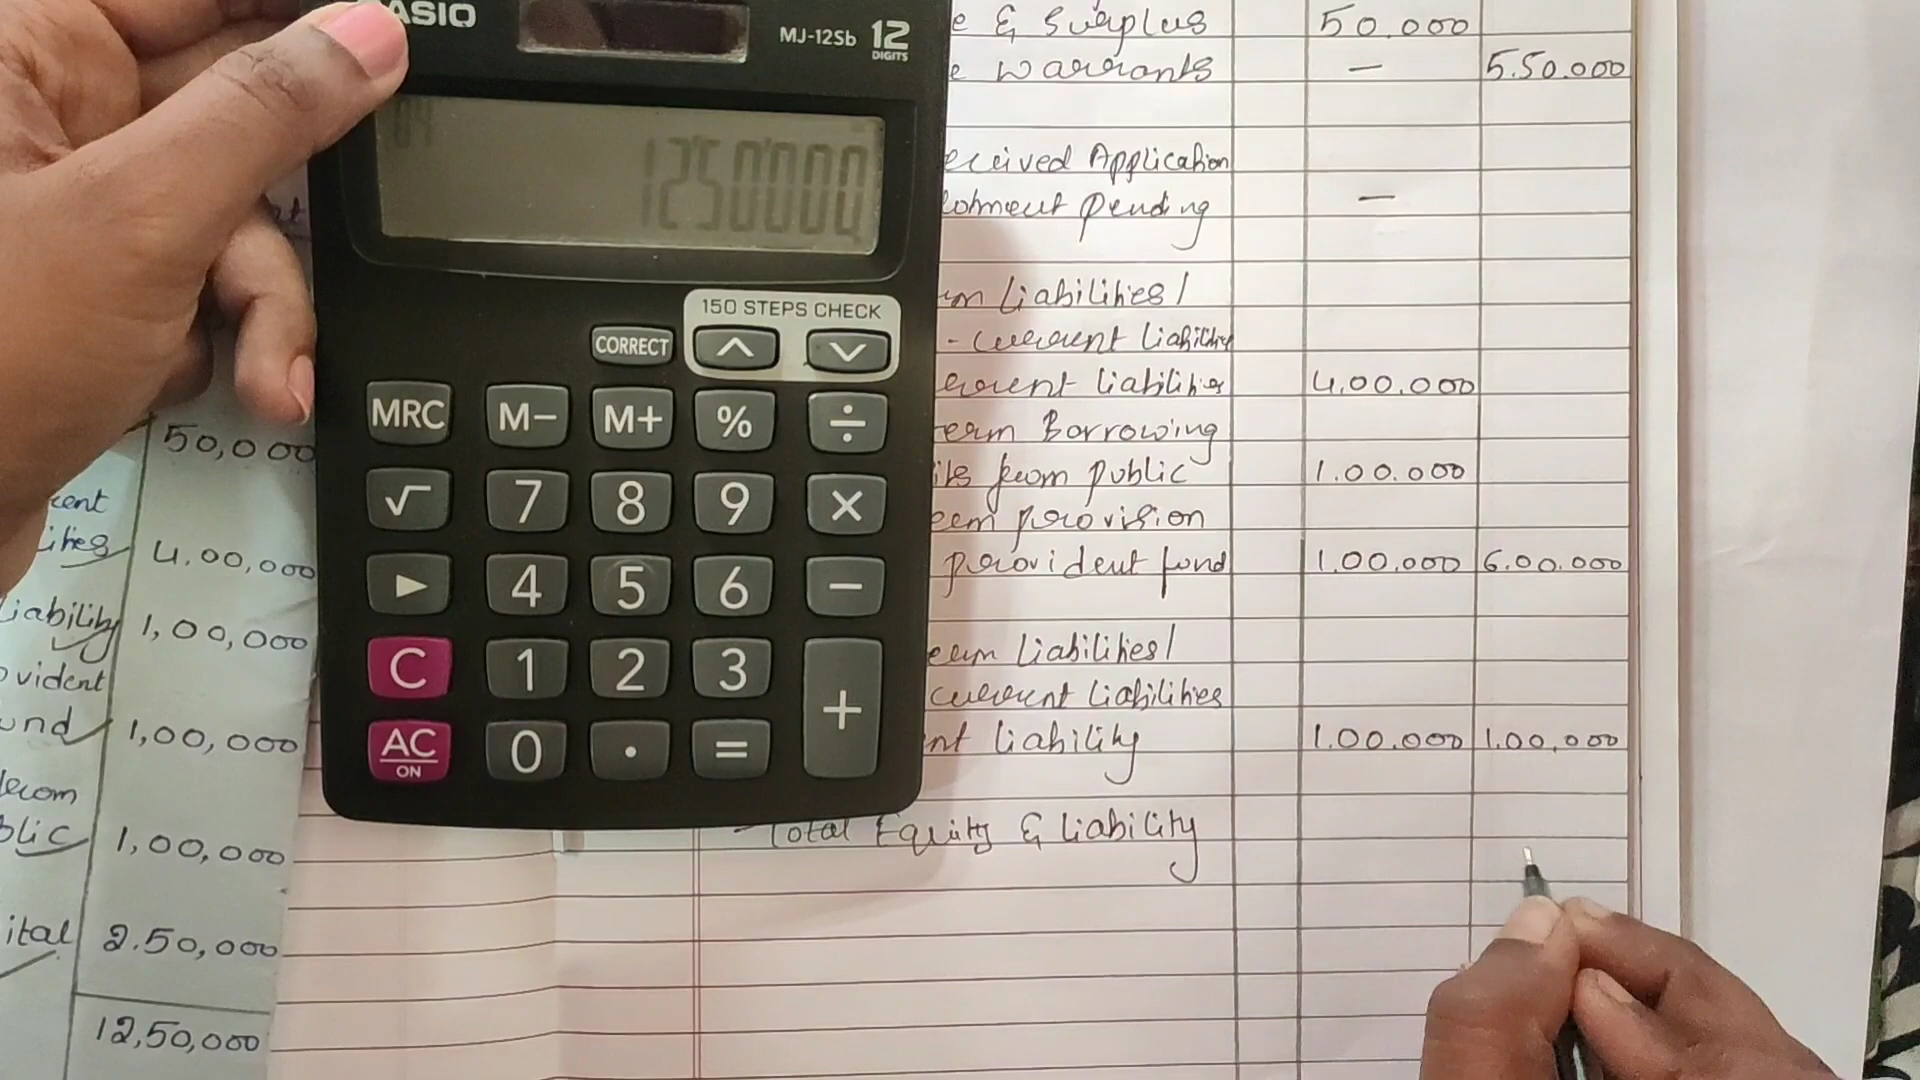 ASIO
MJ-12Sb 12
DIGITS
1250000
150 STEPS CHECK
CORRECT
MRC M− M+ % ÷
√ 7 8 9 ×
► 4 5 6 −
C 1 2 3 +
AC
ON
0 . =
e & Surplus 50.000
e warrants — 5.50.000
eceived Application
otment pending —
m Liabilities /
- current liabilities
current liabilities 4.00.000
erm Borrowing
its from public 1.00.000
erm provision
provident fund 1.00.000 6.00.000
erm Liabilities /
current liabilities
nt liability 1.00.000 1.00.000
Total Equity & liability
50,000
rent
ities 4,00,000
Liability 1,00,000
ovident
und 1,00,000
from
blic 1,00,000
ital 2.50,000
12,50,000